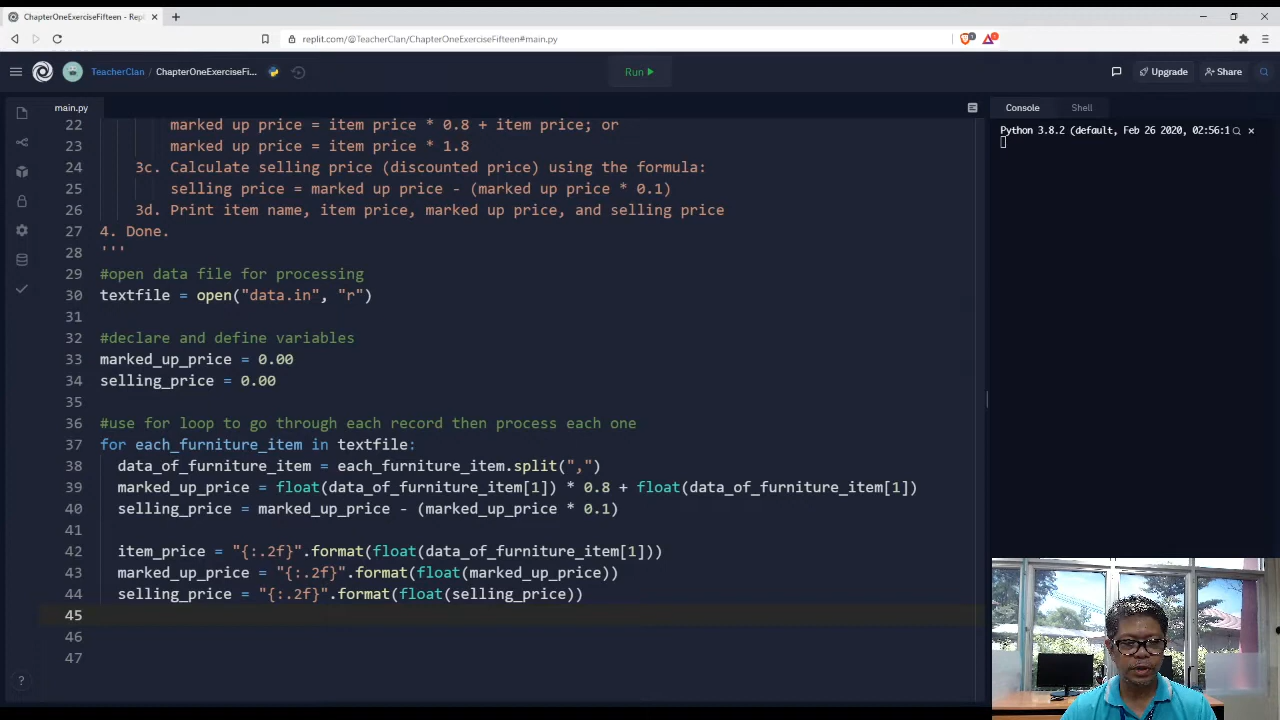 ChapterOneExerciseFifteen - Repl
replit.com/@TeacherClan/ChapterOneExerciseFifteen#main.py
TeacherClan / ChapterOneExerciseFi...
Run
Upgrade
Share
main.py
Console
Shell
22 marked up price = item price * 0.8 + item price; or
23 marked up price = item price * 1.8
24 3c. Calculate selling price (discounted price) using the formula:
25 selling price = marked up price - (marked up price * 0.1)
26 3d. Print item name, item price, marked up price, and selling price
27 4. Done.
28 '''
29 #open data file for processing
30 textfile = open("data.in", "r")
31
32 #declare and define variables
33 marked_up_price = 0.00
34 selling_price = 0.00
35
36 #use for loop to go through each record then process each one
37 for each_furniture_item in textfile:
38 data_of_furniture_item = each_furniture_item.split(",")
39 marked_up_price = float(data_of_furniture_item[1]) * 0.8 + float(data_of_furniture_item[1])
40 selling_price = marked_up_price - (marked_up_price * 0.1)
41
42 item_price = "{:.2f}".format(float(data_of_furniture_item[1]))
43 marked_up_price = "{:.2f}".format(float(marked_up_price))
44 selling_price = "{:.2f}".format(float(selling_price))
45
46
47
Python 3.8.2 (default, Feb 26 2020, 02:56:1